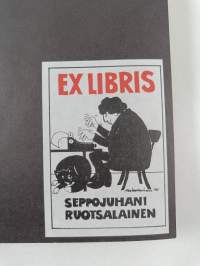 EX LIBRIS
SEPPOJUHANI
RUOTSALAINEN